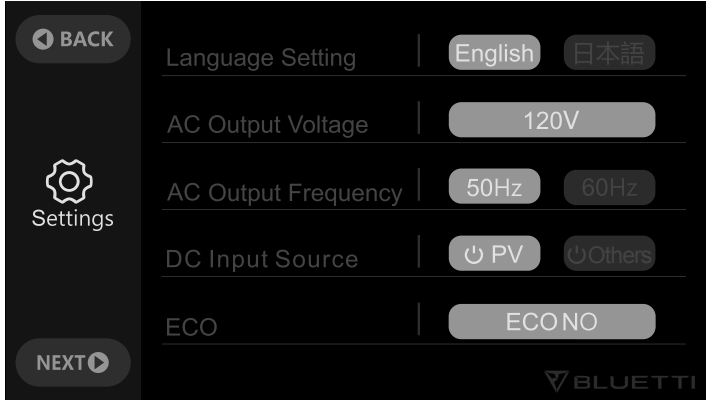 BACK
Language Setting English 日本語
AC Output Voltage 120V
Settings
AC Output Frequency 50Hz 60Hz
DC Input Source PV Others
ECO ECO NO
NEXT
BLUETTI